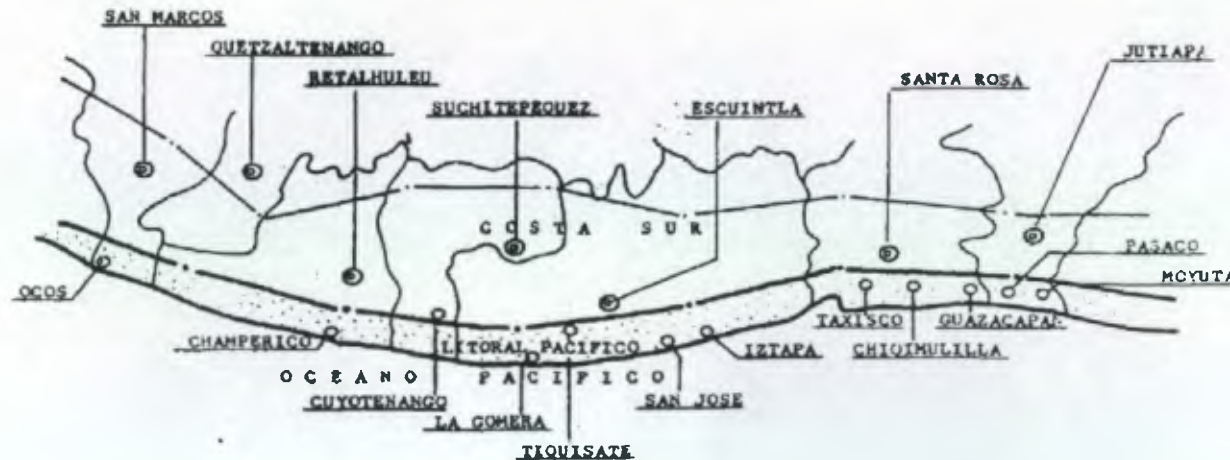 SAN MARCOS
QUETZALTENANGO
RETALHULEU
SUCHITEPEQUEZ
ESCUINTLA
SANTA ROSA
JUTIAPA
COSTA SUR
PASACO
MOYUTA
OCOS
CHAMPERICO
LITORAL PACIFICO
IZTAPA
TAXISCO
CHIQIMULILLA
GUAZACAPAN
OCEANO PACIFICO
CUYOTENANGO
SAN JOSE
LA GOMERA
TIQUISATE